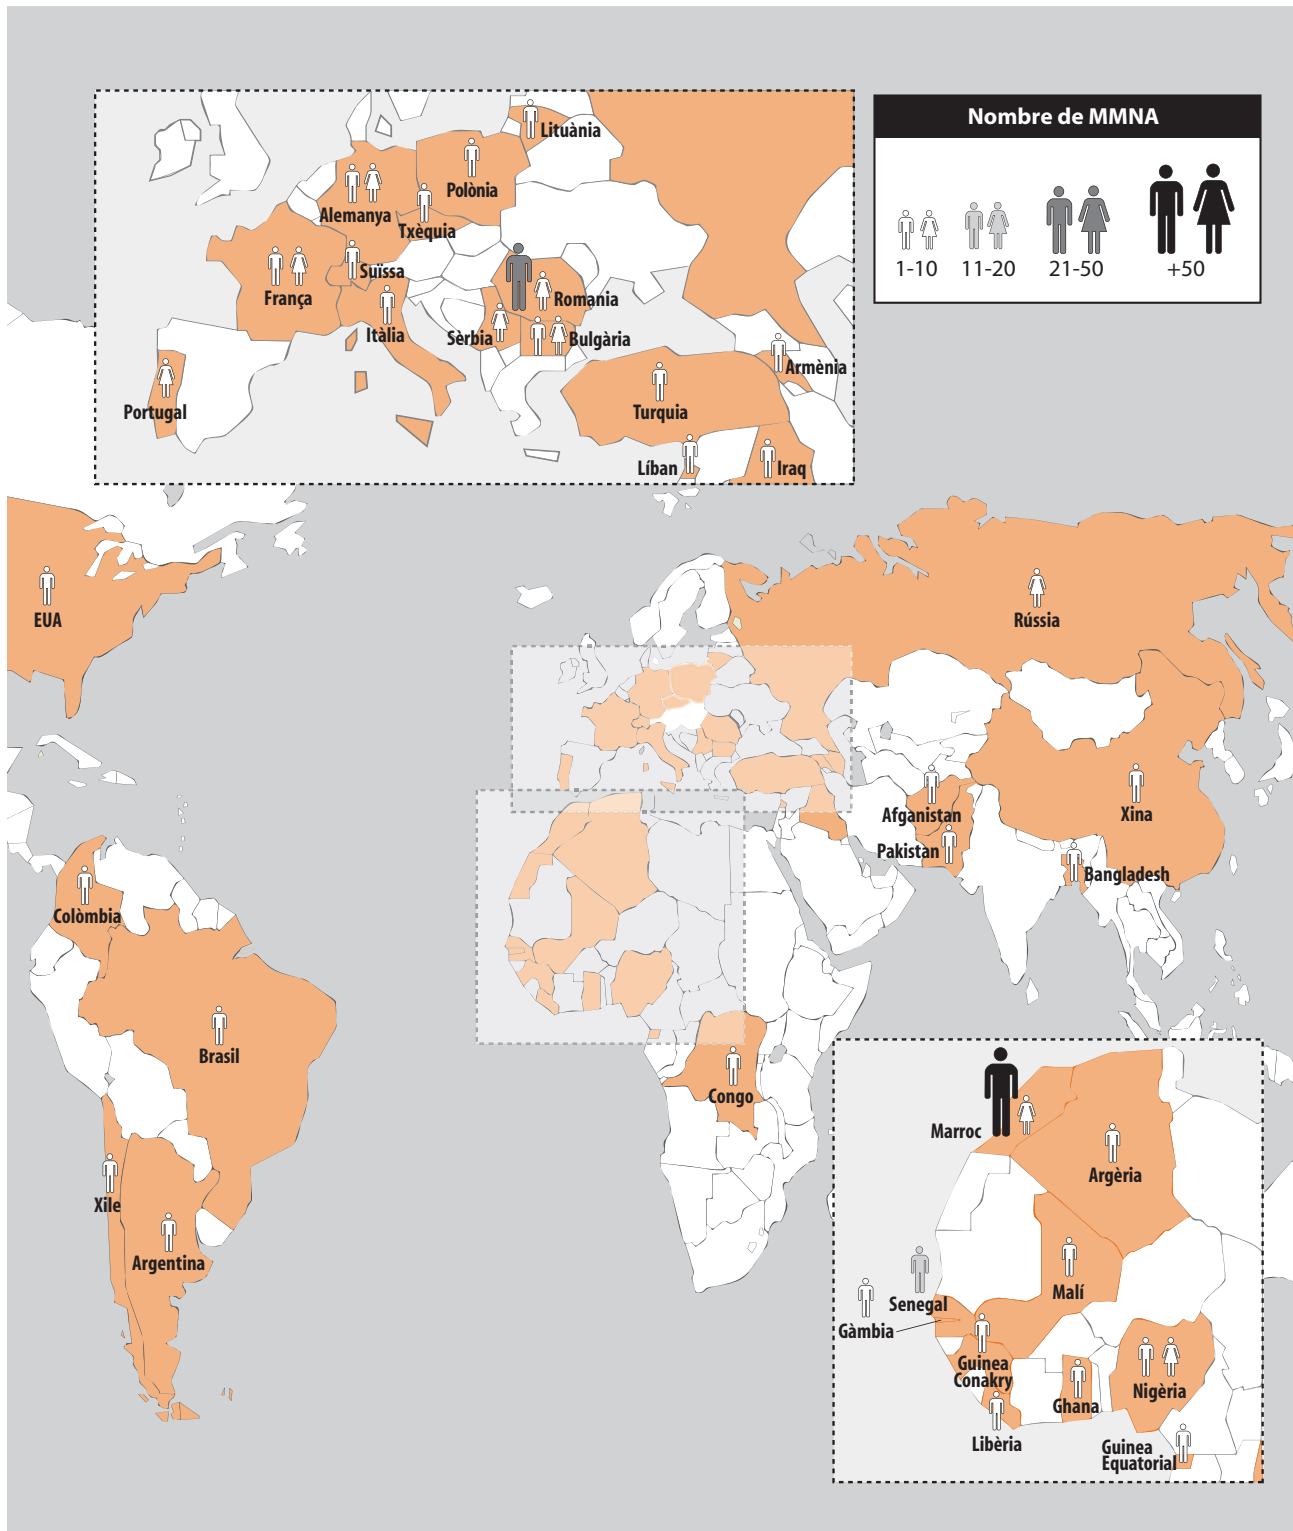 Nombre de MMNA
1-10
11-20
21-50
+50
Lituània
Polònia
Alemanya
Txèquia
Suïssa
França
Itàlia
Romania
Sèrbia
Bulgària
Armènia
Portugal
Turquia
Líban
Iraq
EUA
Rússia
Afganistan
Xina
Pakistan
Bangladesh
Colòmbia
Brasil
Congo
Xile
Argentina
Marroc
Argèria
Malí
Senegal
Gàmbia
Guinea
Conakry
Ghana
Nigèria
Libèria
Guinea
Equatorial